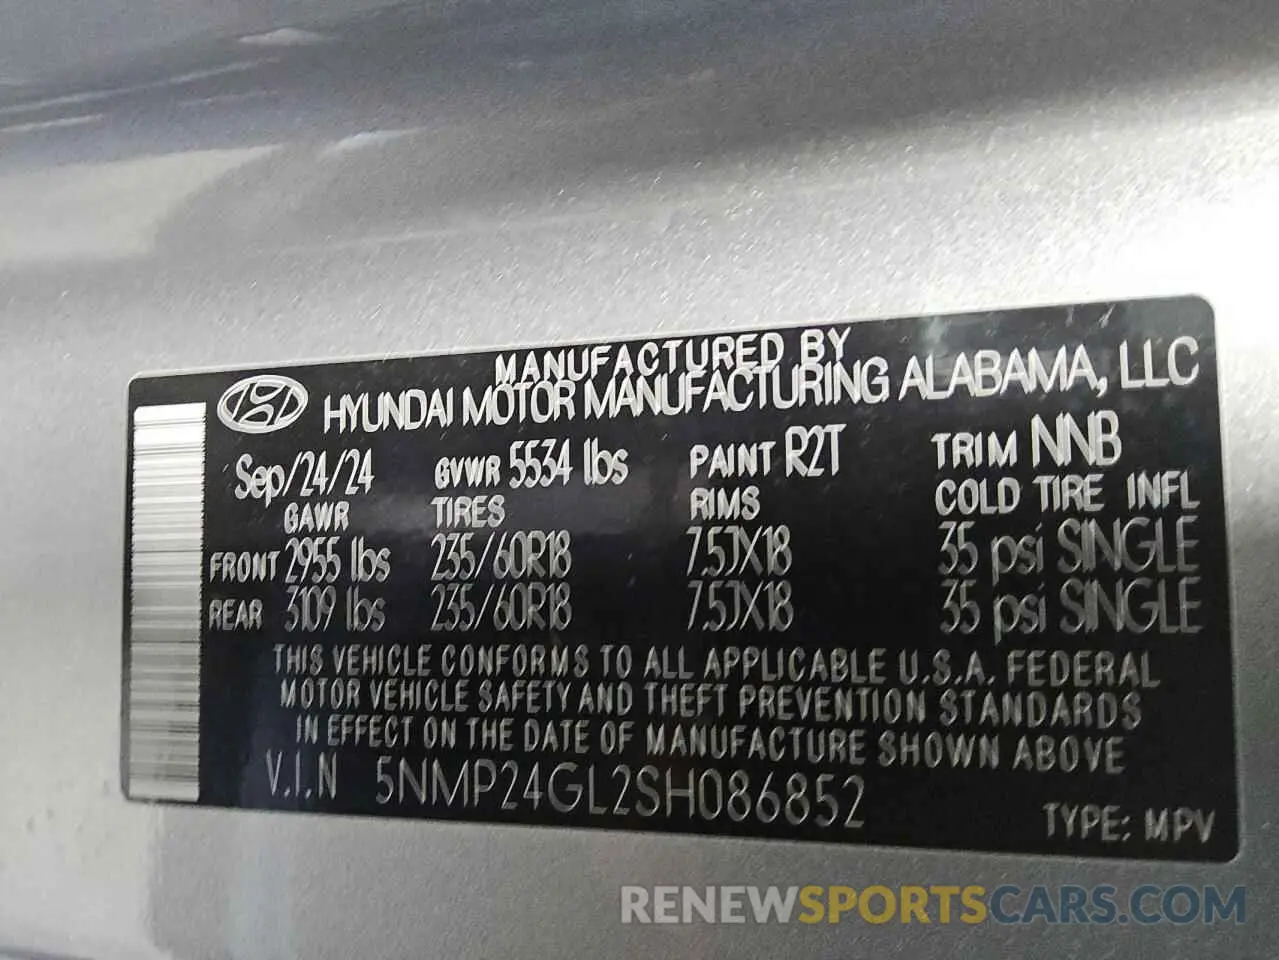 MANUFACTURED BY
HYUNDAI MOTOR MANUFACTURING ALABAMA, LLC
Sep/24/24 GVWR 5534 lbs PAINT R2T TRIM NNB
GAWR TIRES RIMS COLD TIRE INFL
FRONT 2955 lbs 235/60R18 7.5JX18 35 psi SINGLE
REAR 3109 lbs 235/60R18 7.5JX18 35 psi SINGLE
THIS VEHICLE CONFORMS TO ALL APPLICABLE U.S.A. FEDERAL
MOTOR VEHICLE SAFETY AND THEFT PREVENTION STANDARDS
IN EFFECT ON THE DATE OF MANUFACTURE SHOWN ABOVE
V.I.N 5NMP24GL2SH086852
TYPE: MPV
RENEWSPORTSCARS.COM